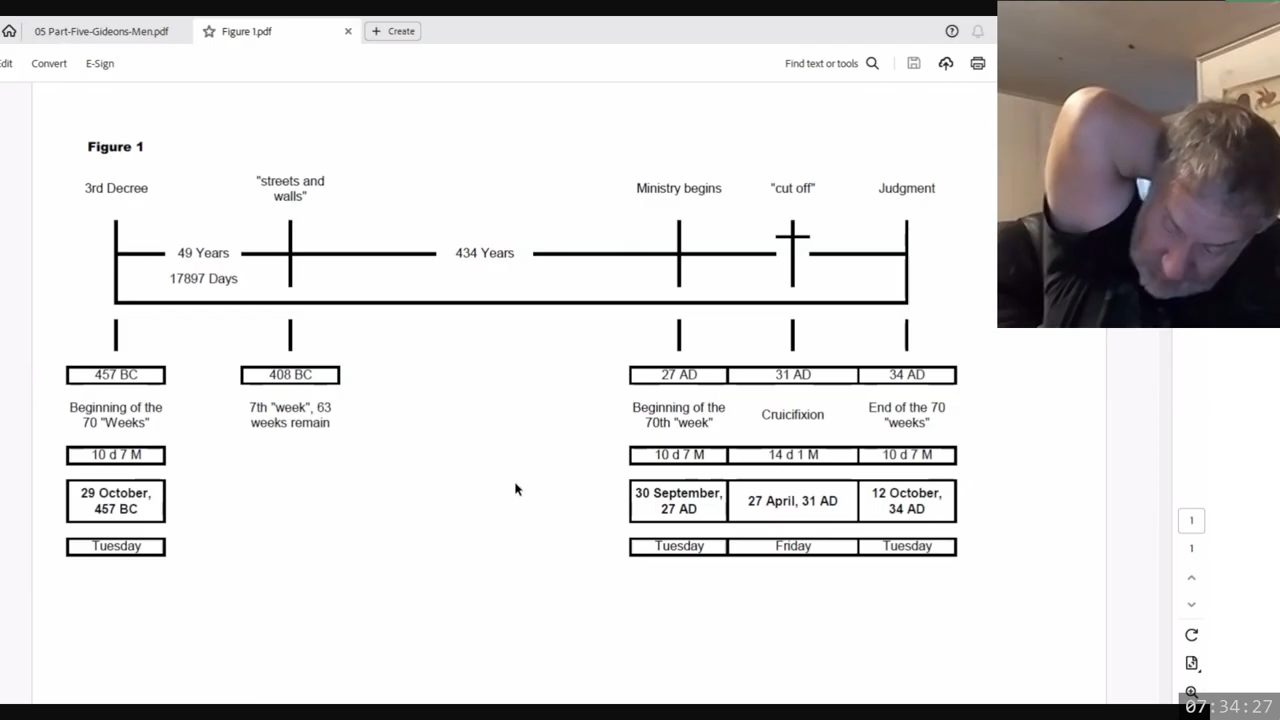 05 Part-Five-Gideons-Men.pdf
Figure 1.pdf
Create
dit
Convert
E-Sign
Find text or tools
Figure 1
3rd Decree
"streets and
walls"
Ministry begins
"cut off"
Judgment
49 Years
434 Years
17897 Days
457 BC
408 BC
27 AD
31 AD
34 AD
Beginning of the
70 "Weeks"
7th "week", 63
weeks remain
Beginning of the
70th "week"
Cruicifixion
End of the 70
"weeks"
10 d 7 M
10 d 7 M
14 d 1 M
10 d 7 M
29 October,
457 BC
30 September,
27 AD
27 April, 31 AD
12 October,
34 AD
Tuesday
Tuesday
Friday
Tuesday
1
1
07:34:27